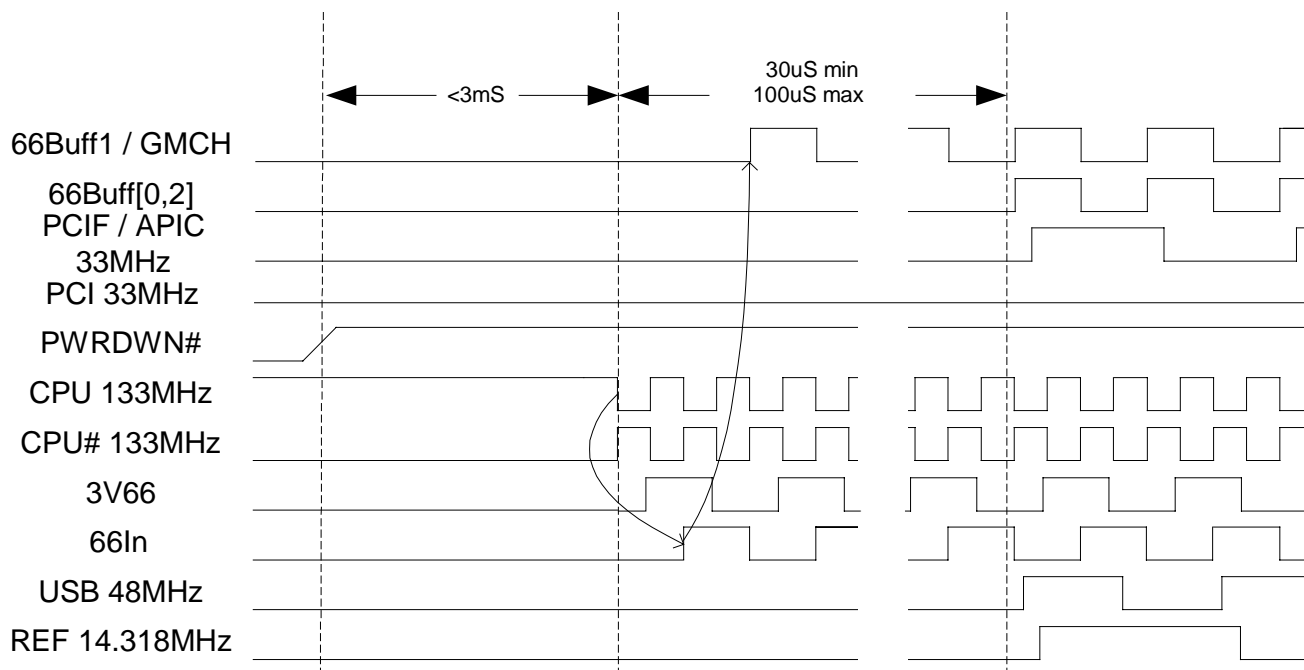 <3mS
30uS min
100uS max
66Buff1 / GMCH
66Buff[0,2]
PCIF / APIC
33MHz
PCI 33MHz
PWRDWN#
CPU 133MHz
CPU# 133MHz
3V66
66In
USB 48MHz
REF 14.318MHz